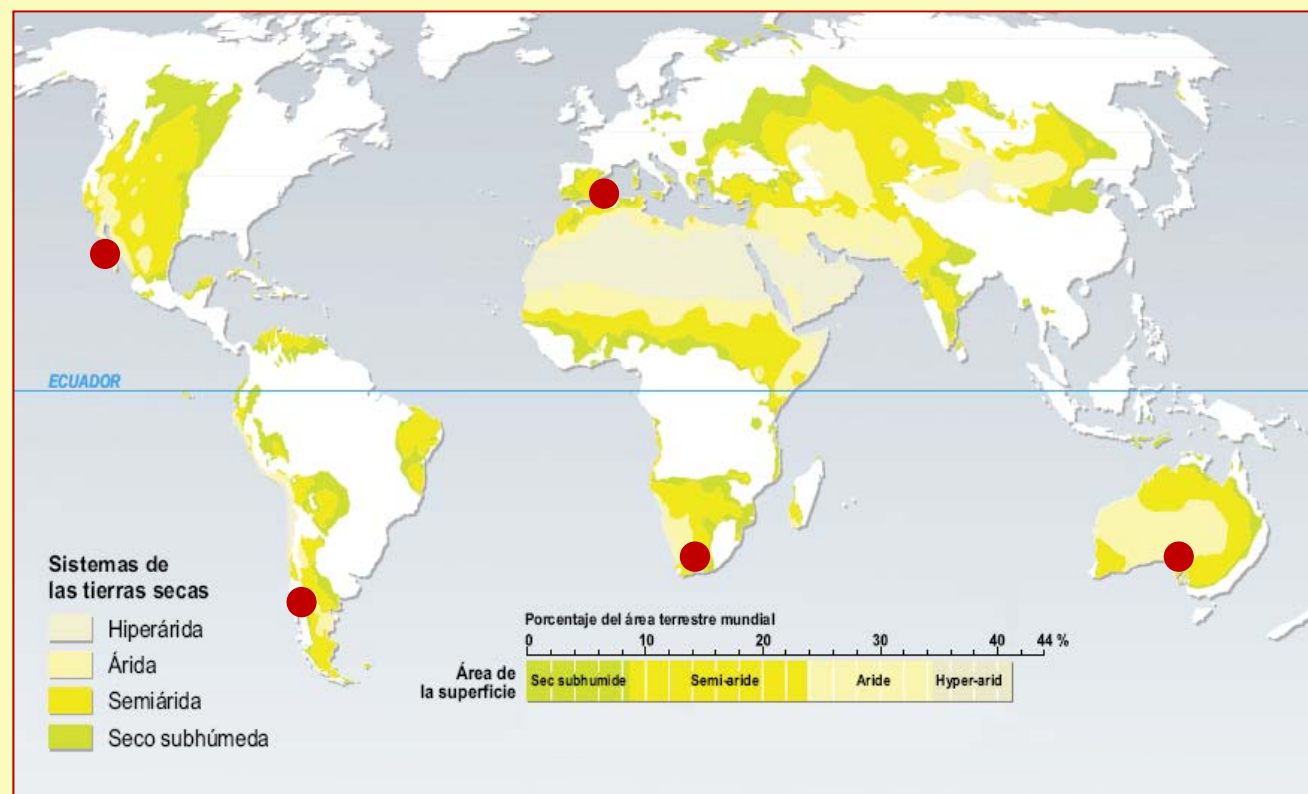 ECUADOR
Sistemas de
las tierras secas
Hiperárida
Árida
Semiárida
Seco subhúmeda
Porcentaje del área terrestre mundial
0 10 20 30 40 44 %
Área de
la superficie
Sec subhumide Semi-aride Aride Hyper-arid